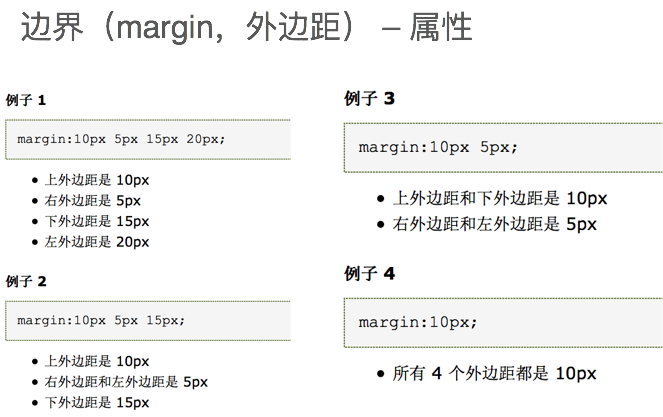 边界（margin，外边距） – 属性
例子 1
margin:10px 5px 15px 20px;
• 上外边距是 10px
• 右外边距是 5px
• 下外边距是 15px
• 左外边距是 20px
例子 2
margin:10px 5px 15px;
• 上外边距是 10px
• 右外边距和左外边距是 5px
• 下外边距是 15px
例子 3
margin:10px 5px;
• 上外边距和下外边距是 10px
• 右外边距和左外边距是 5px
例子 4
margin:10px;
• 所有 4 个外边距都是 10px